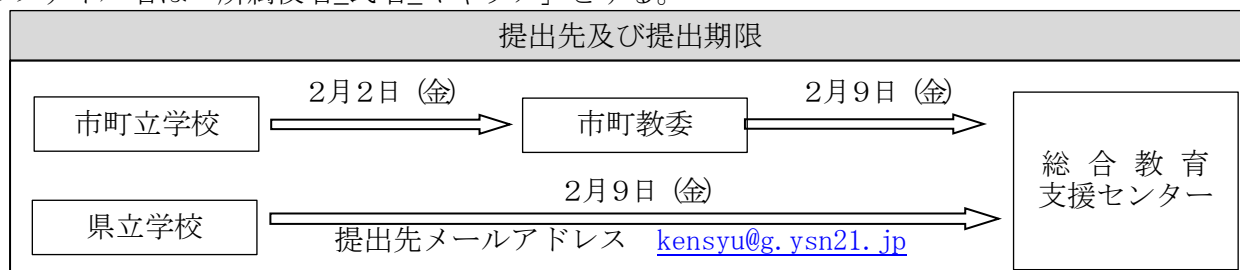 提出先及び提出期限
2月2日(金)
2月9日(金)
市町立学校
市町教委
総合教育
支援センター
2月9日(金)
県立学校
提出先メールアドレス kensyu@g.ysn21.jp